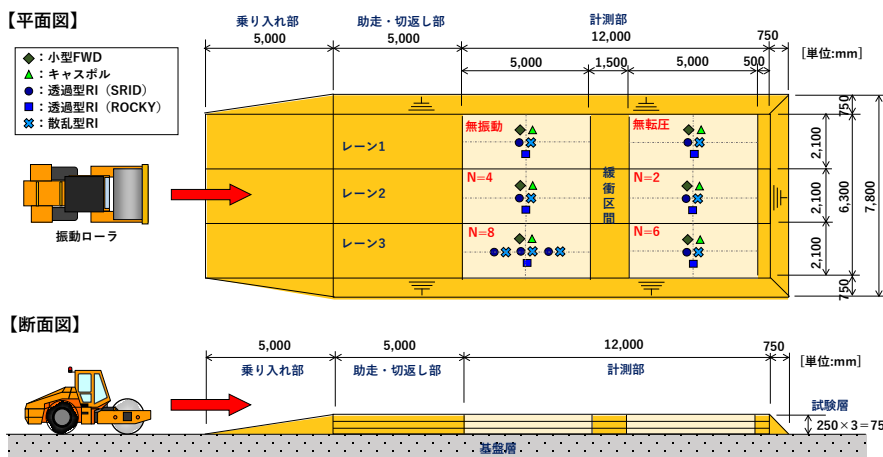 【平面図】
乗り入れ部
助走・切返し部
計測部
5,000
5,000
12,000
750
[単位:mm]
5,000
1,500
5,000
500
：小型FWD
：キャスポル
：透過型RI（SRID）
：透過型RI（ROCKY）
：散乱型RI
無振動
無転圧
レーン1
N=4
N=2
レーン2
緩衝区間
N=8
N=6
レーン3
750
2,100
2,100
2,100
750
6,300
7,800
振動ローラ
【断面図】
5,000
5,000
12,000
750
[単位:mm]
乗り入れ部
助走・切返し部
計測部
試験層
250×3=75
基盤層